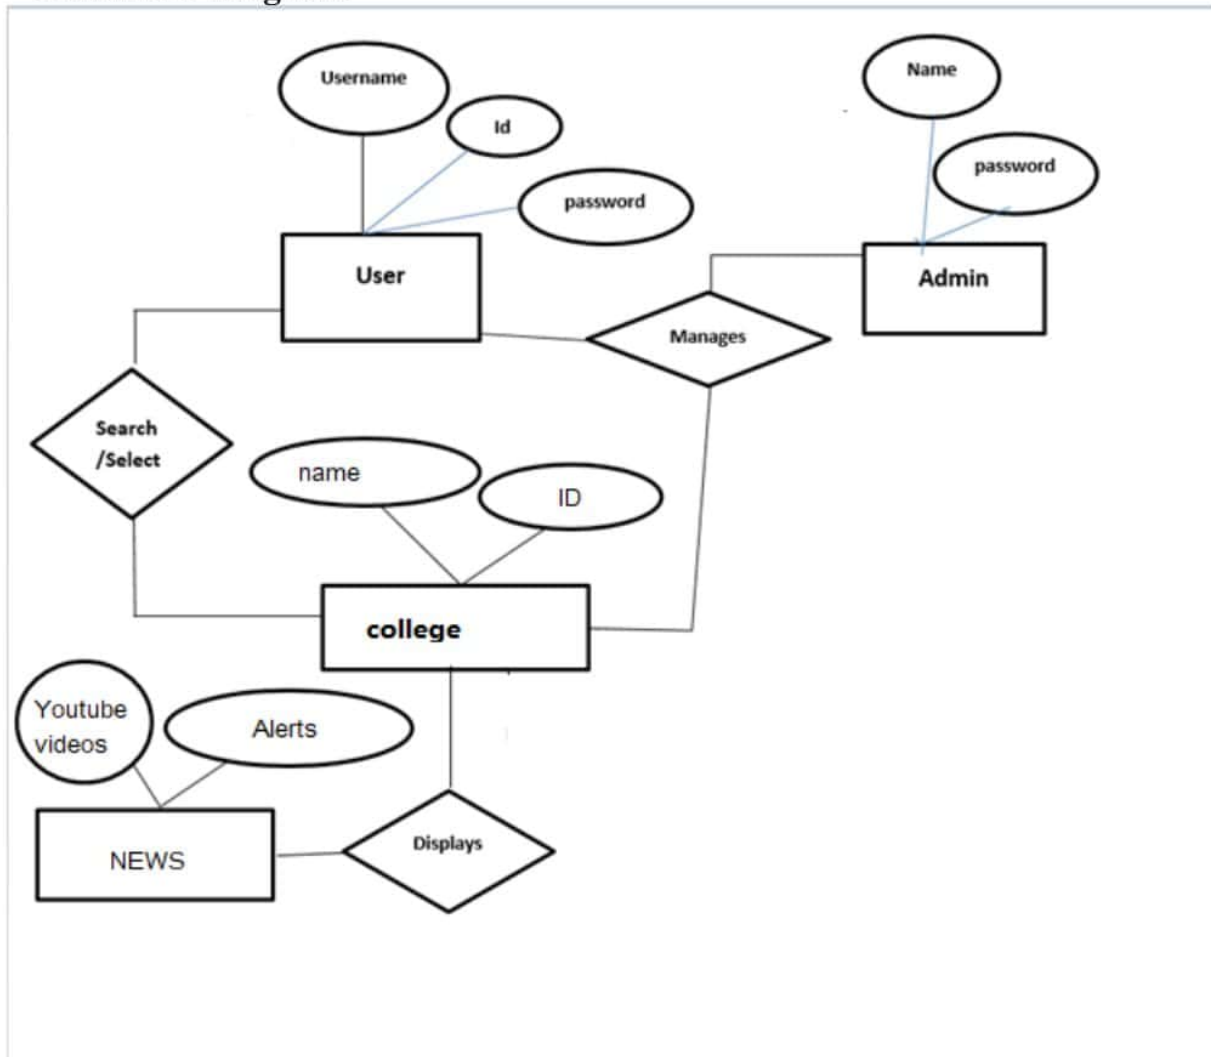 Username
Name
Id
password
password
User
Admin
Manages
Search
/Select
name
ID
college
Youtube
videos
Alerts
Displays
NEWS